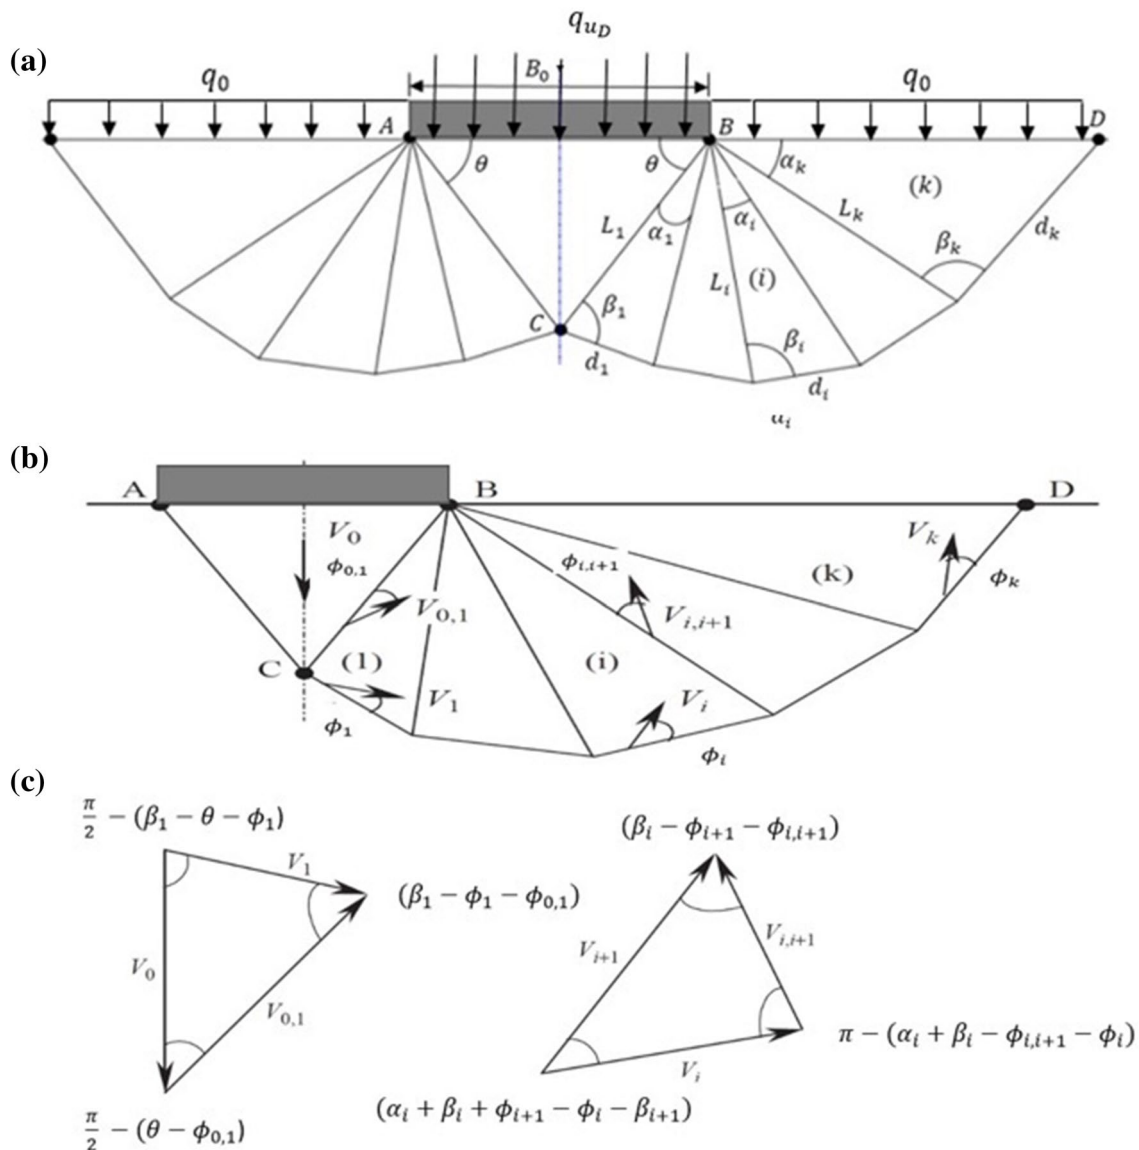 (a)
q_{u_D}
q_0
B_0
q_0
A
B
D
θ
θ
α_k
(k)
L_1
α_1
α_i
L_k
d_k
L_i
(i)
β_k
C
β_1
β_i
d_1
d_i
(b)
A
B
D
V_0
V_k
ϕ_{0,1}
ϕ_{i,i+1}
(k)
ϕ_k
V_{0,1}
V_{i,i+1}
C
(1)
(i)
V_1
V_i
ϕ_1
ϕ_i
(c)
π/2 − (β_1 − θ − ϕ_1)
(β_i − ϕ_{i+1} − ϕ_{i,i+1})
V_1
(β_1 − ϕ_1 − ϕ_{0,1})
V_{i+1}
V_{i,i+1}
V_0
V_{0,1}
π − (α_i + β_i − ϕ_{i,i+1} − ϕ_i)
V_i
(α_i + β_i + ϕ_{i+1} − ϕ_i − β_{i+1})
π/2 − (θ − ϕ_{0,1})